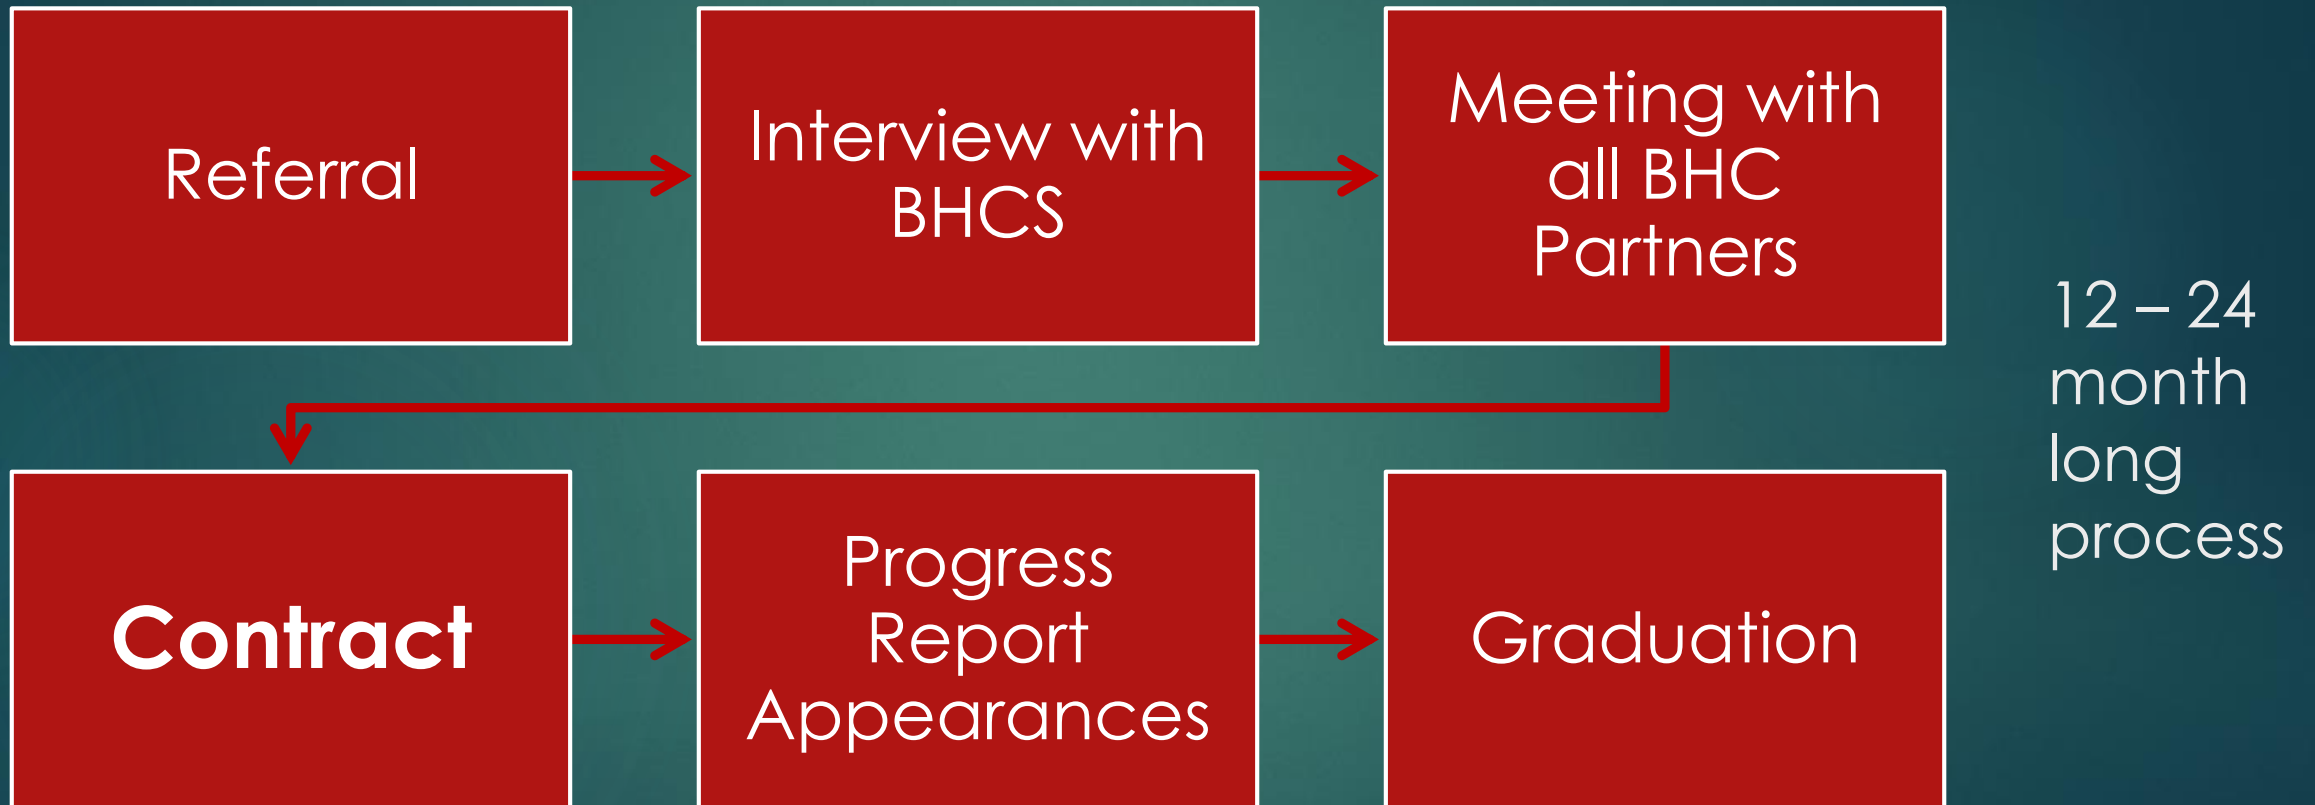 Referral
Interview with
BHCS
Meeting with
all BHC
Partners
Contract
Progress
Report
Appearances
Graduation
12 – 24
month
long
process